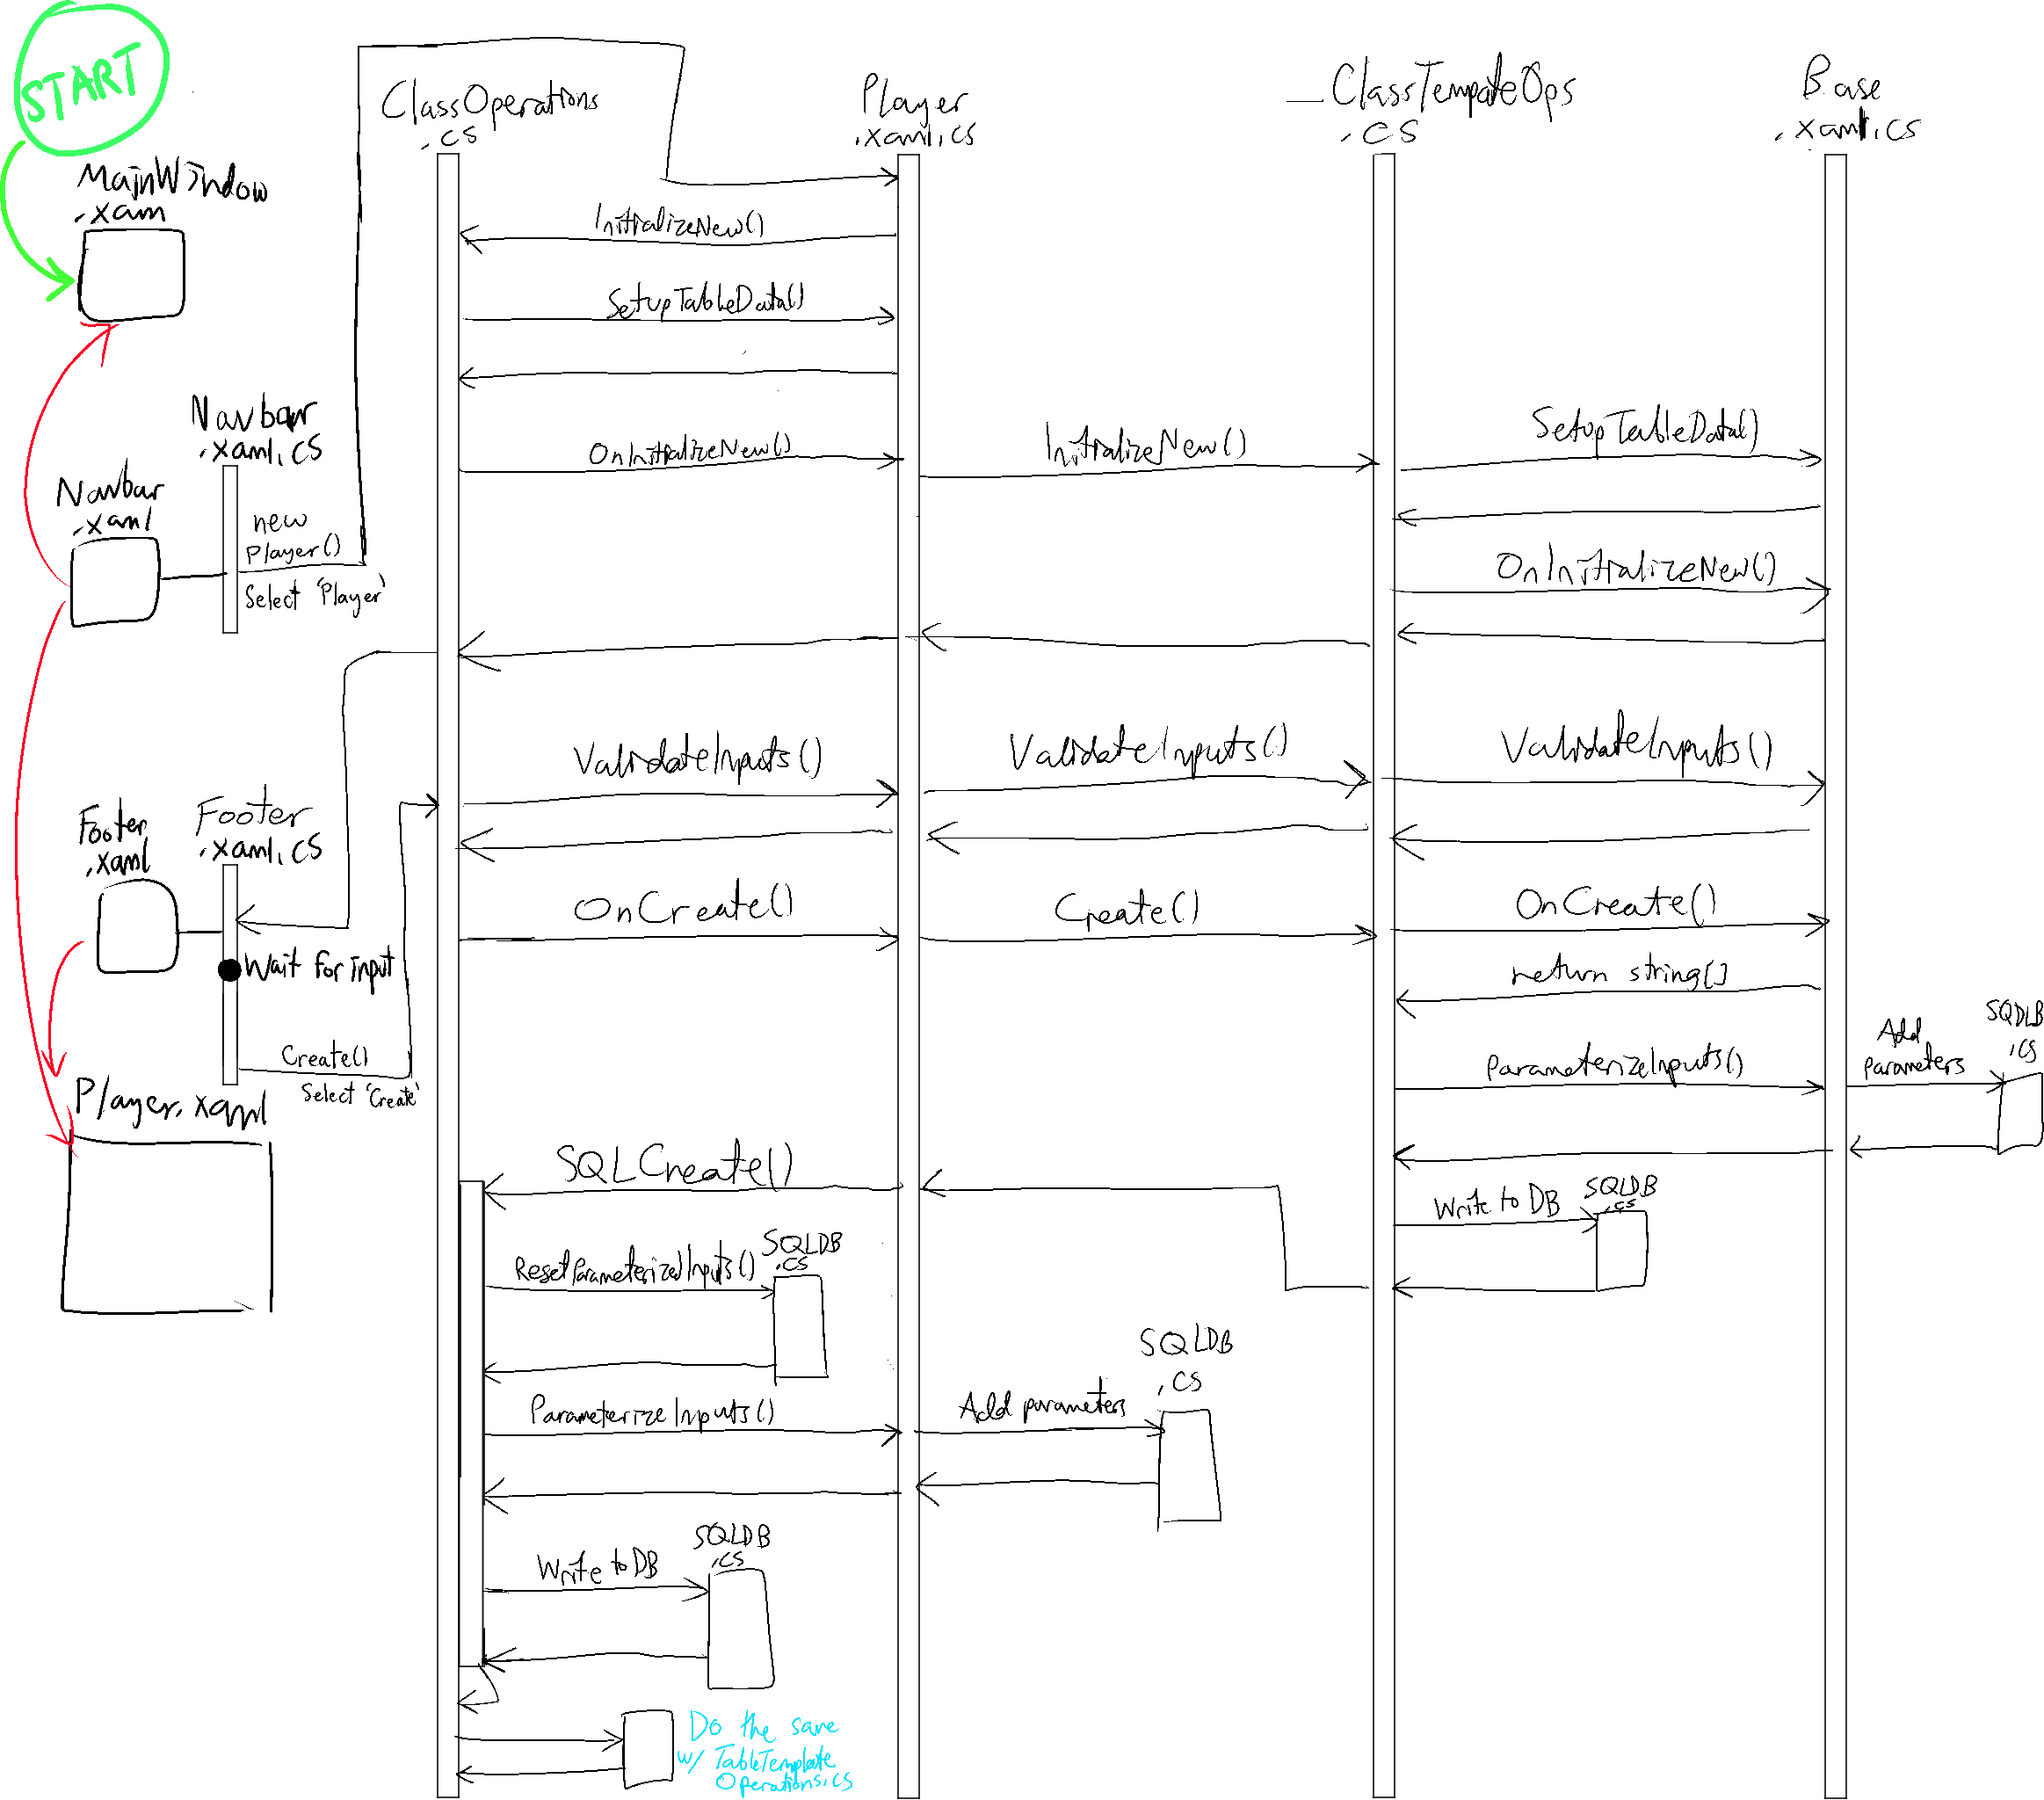 START
MainWindow
.xam
Navbar
.xaml.cs
Navbar
.xaml
new
Player()
Select 'Player'
Footer
.xaml
Footer
.xaml.cs
Wait for input
Create()
Select 'Create'
Player.xaml
ClassOperations
.cs
Player
.xaml.cs
_ClassTempateOps
.cs
Base
.xaml.cs
InitializeNew()
SetupTableData()
OnInitializeNew()
InitializeNew()
SetupTableData()
OnInitializeNew()
ValidateInputs()
ValidateInputs()
ValidateInputs()
OnCreate()
Create()
OnCreate()
return string[]
ParameterizeInputs()
Add
parameters
SQDLB
.cs
SQLCreate()
Write to DB
SQLDB
.cs
ResetParameterizedInputs()
SQLDB
.cs
ParameterizeInputs()
Add parameters
SQLDB
.cs
Write to DB
SQLDB
.cs
Do the same
w/ TableTemplate
Operations.cs